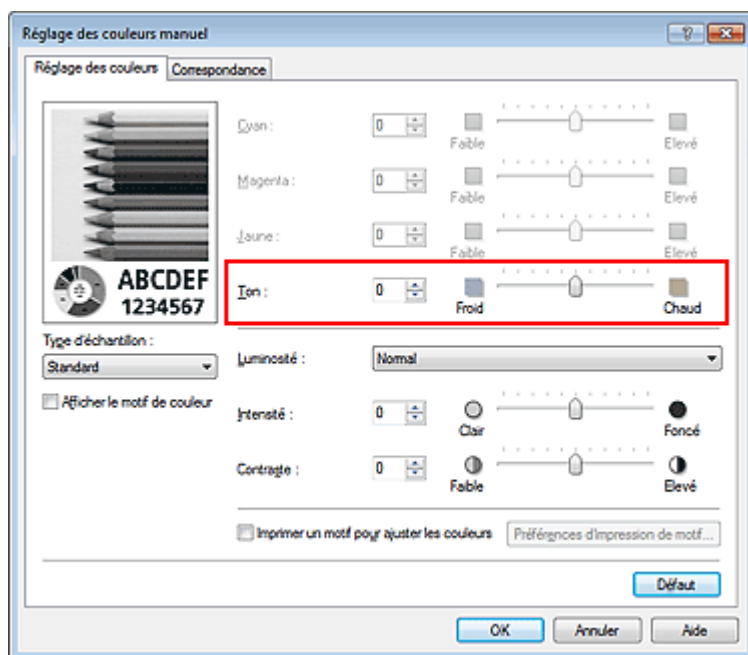 Réglage des couleurs manuel
Réglage des couleurs Correspondance
Cyan : 0 Faible Elevé
Magenta : 0 Faible Elevé
Jaune : 0 Faible Elevé
ABCDEF
1234567
Ton : 0 Froid Chaud
Type d'échantillon :
Standard
Afficher le motif de couleur
Luminosité : Normal
Intensité : 0 Clair Foncé
Contraste : 0 Faible Elevé
Imprimer un motif pour ajuster les couleurs Préférences d'impression de motif...
Défaut
OK Annuler Aide